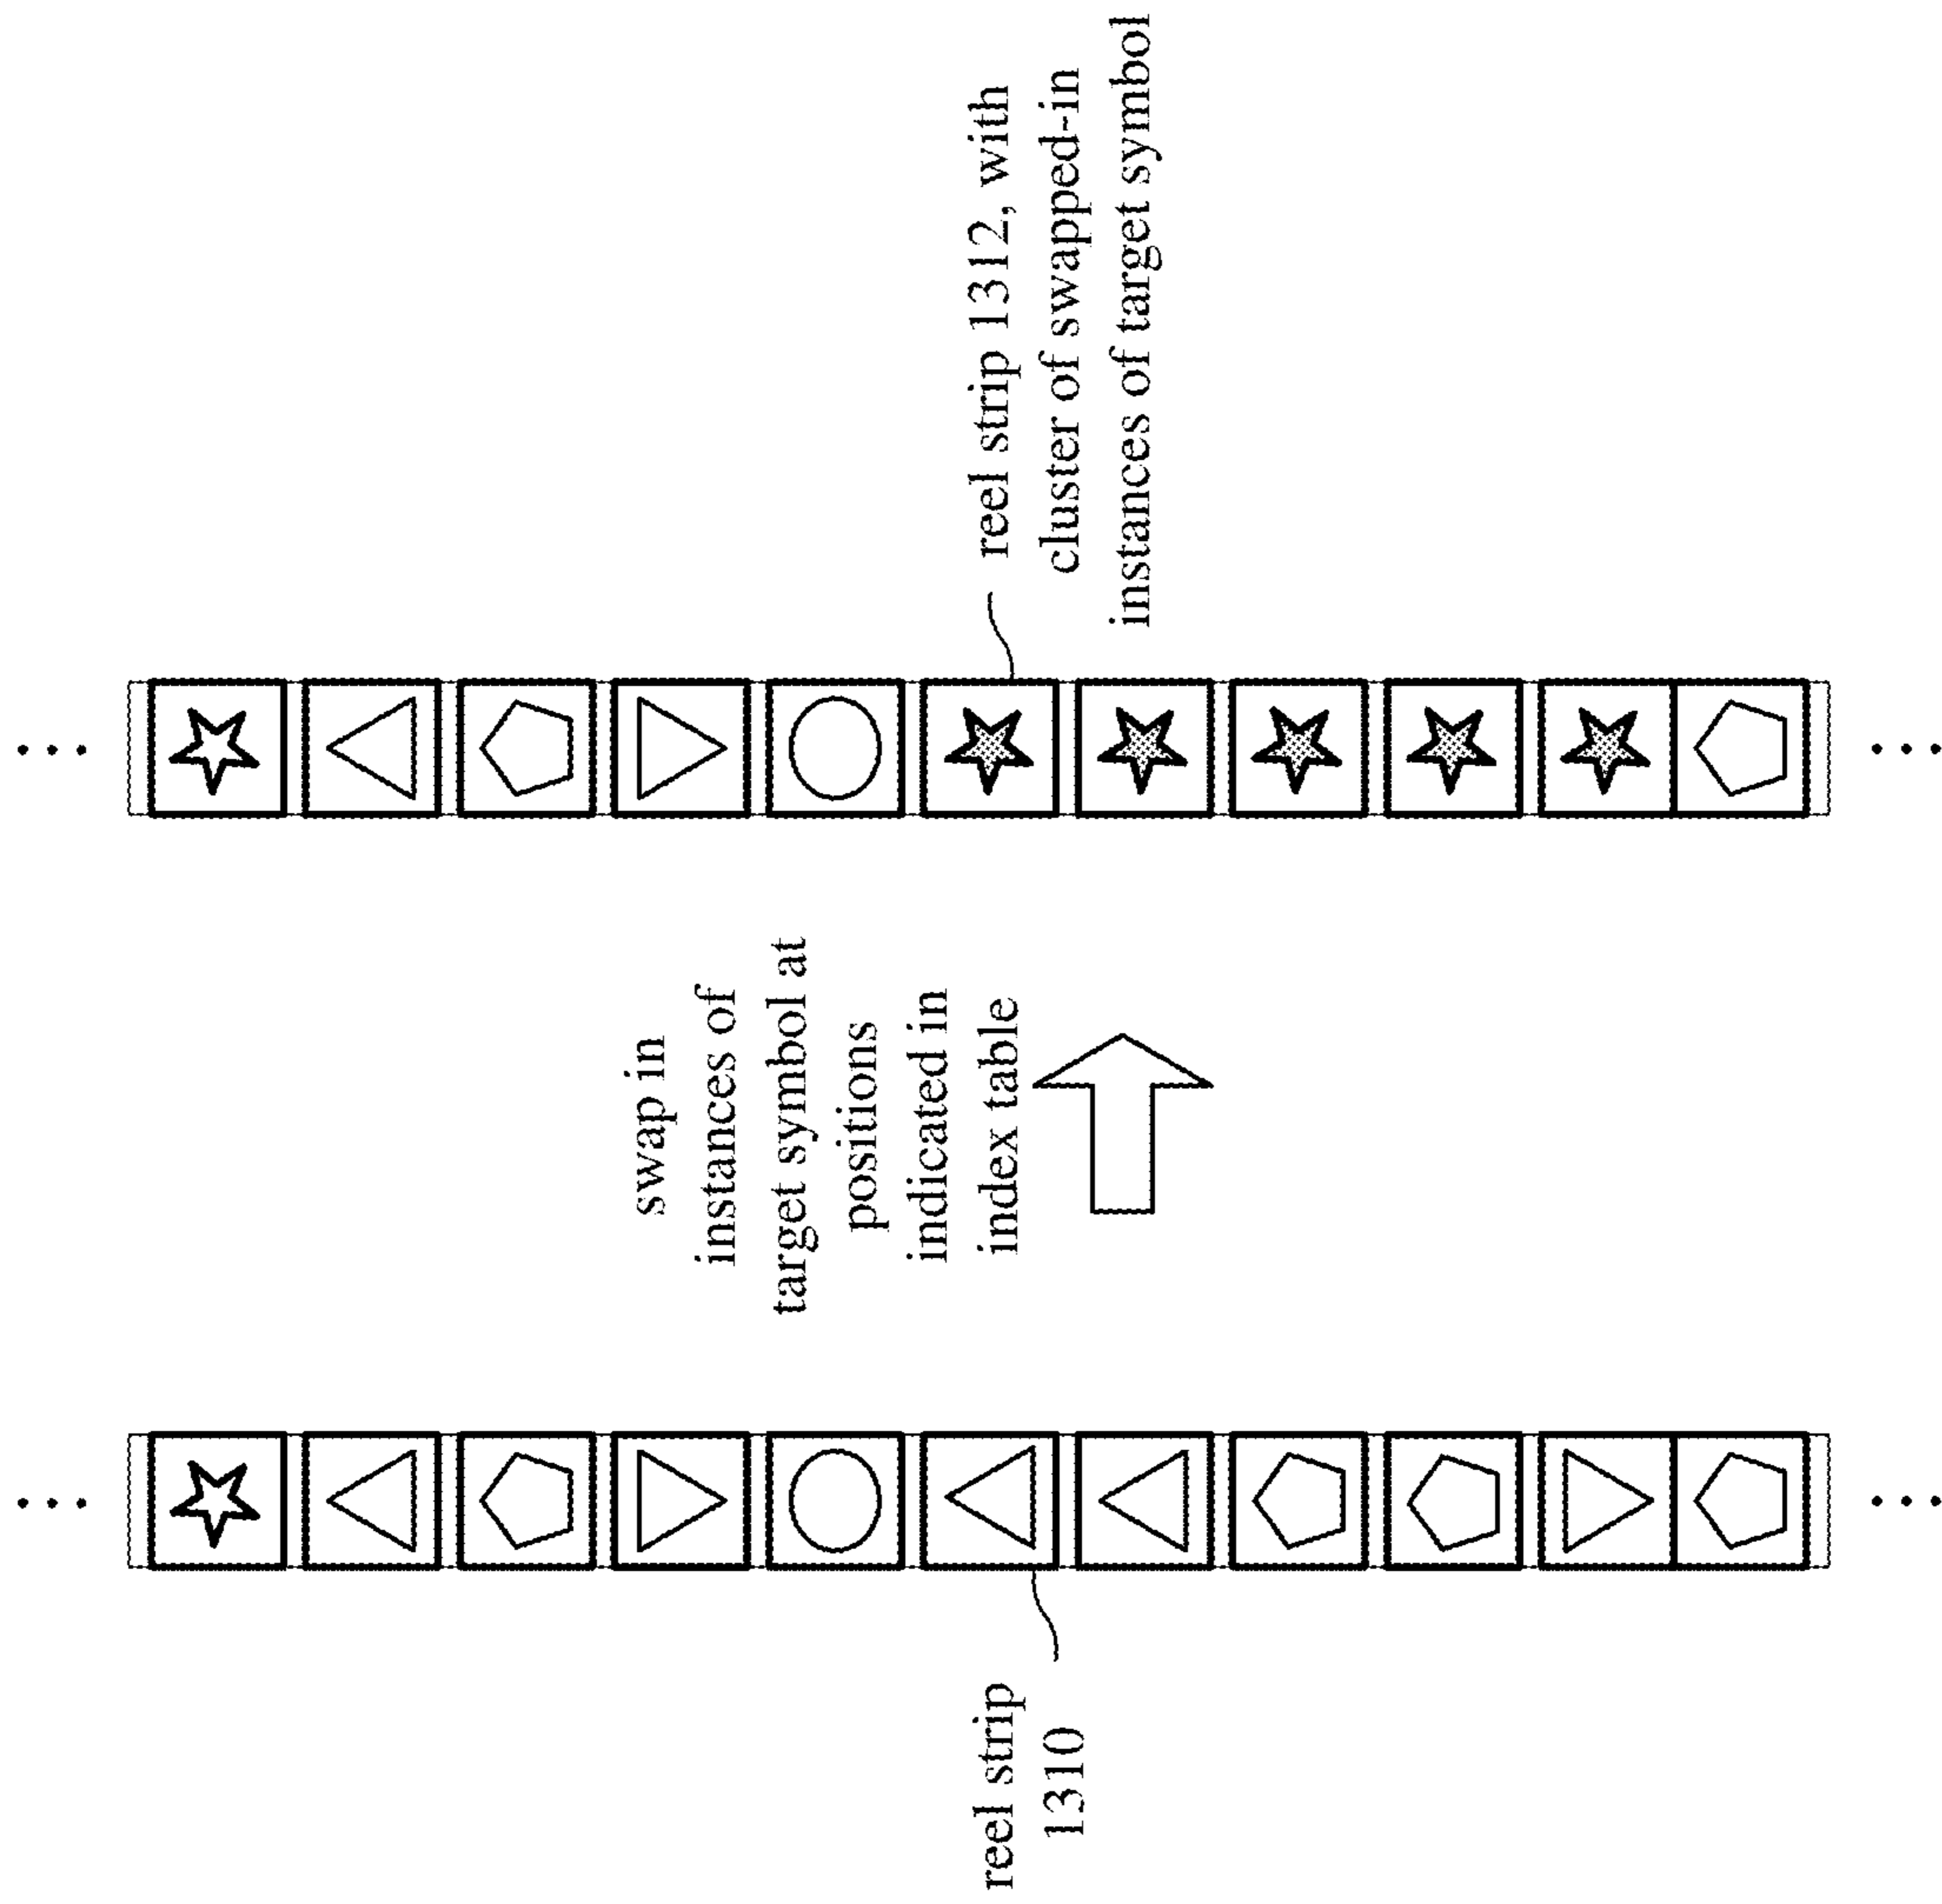 reel strip
1310
swap in
instances of
target symbol at
positions
indicated in
index table
reel strip 1312, with
cluster of swapped-in
instances of target symbol